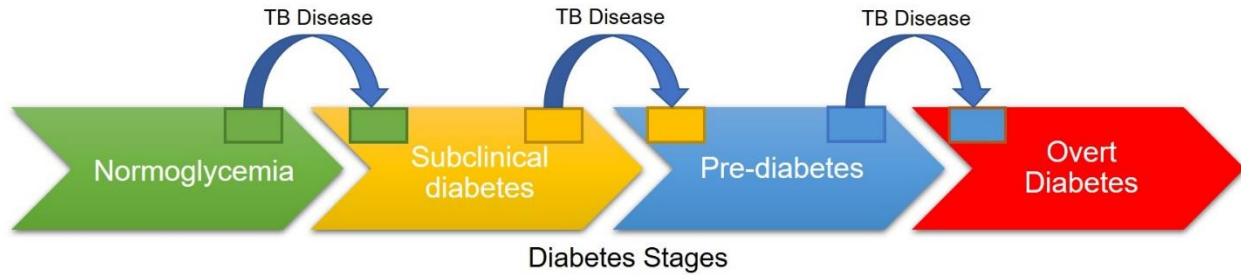 TB Disease
TB Disease
TB Disease
Normoglycemia
Subclinical
diabetes
Pre-diabetes
Overt
Diabetes
Diabetes Stages